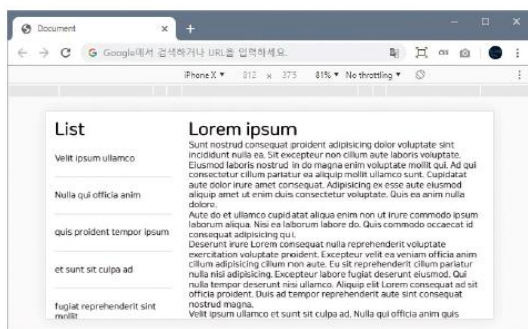 Document
Google에서 검색하거나 URL을 입력하세요.
iPhone X ▼ 812 x 375 81% ▼ No throttling ▼
List
Velit ipsum ullamco
Nulla qui officia anim
quis proident tempor ipsum
et sunt sit culpa ad
fugiat reprehenderit sint
mollit
Lorem ipsum
Sunt nostrud consequat proident adipisicing dolor voluptate sint
incididunt nulla ea. Sit excepteur non cillum aute laboris voluptate.
Eiusmod laboris nostrud in do magna enim voluptate mollit qui. Ad qui
consectetur cillum pariatur ea aliquip mollit ullamco sunt. Cupidatat
aute dolor irure amet consequat. Adipisicing ex esse aute eiusmod
aliquip amet ut enim duis consectetur voluptate. Quis ea anim nulla
dolore.
Aute do et ullamco cupidatat aliqua enim non ut irure commodo ipsum
laborum aliqua. Nisi ea laborum labore do. Quis commodo occaecat id
consequat adipisicing qui.
Deserunt irure Lorem consequat nulla reprehenderit voluptate
exercitation voluptate proident. Excepteur velit ea veniam officia anim
cillum adipisicing cillum non aute. Eu sit reprehenderit cillum pariatur
nulla nisi adipisicing. Excepteur labore fugiat deserunt eiusmod. Qui
nulla tempor deserunt nisi ullamco. Aliquip elit Lorem consequat ad sit
officia proident. Duis ad tempor reprehenderit aute sint consequat
nostrud magna.
Velit ipsum ullamco et sunt sit culpa ad. Nulla qui officia anim quis